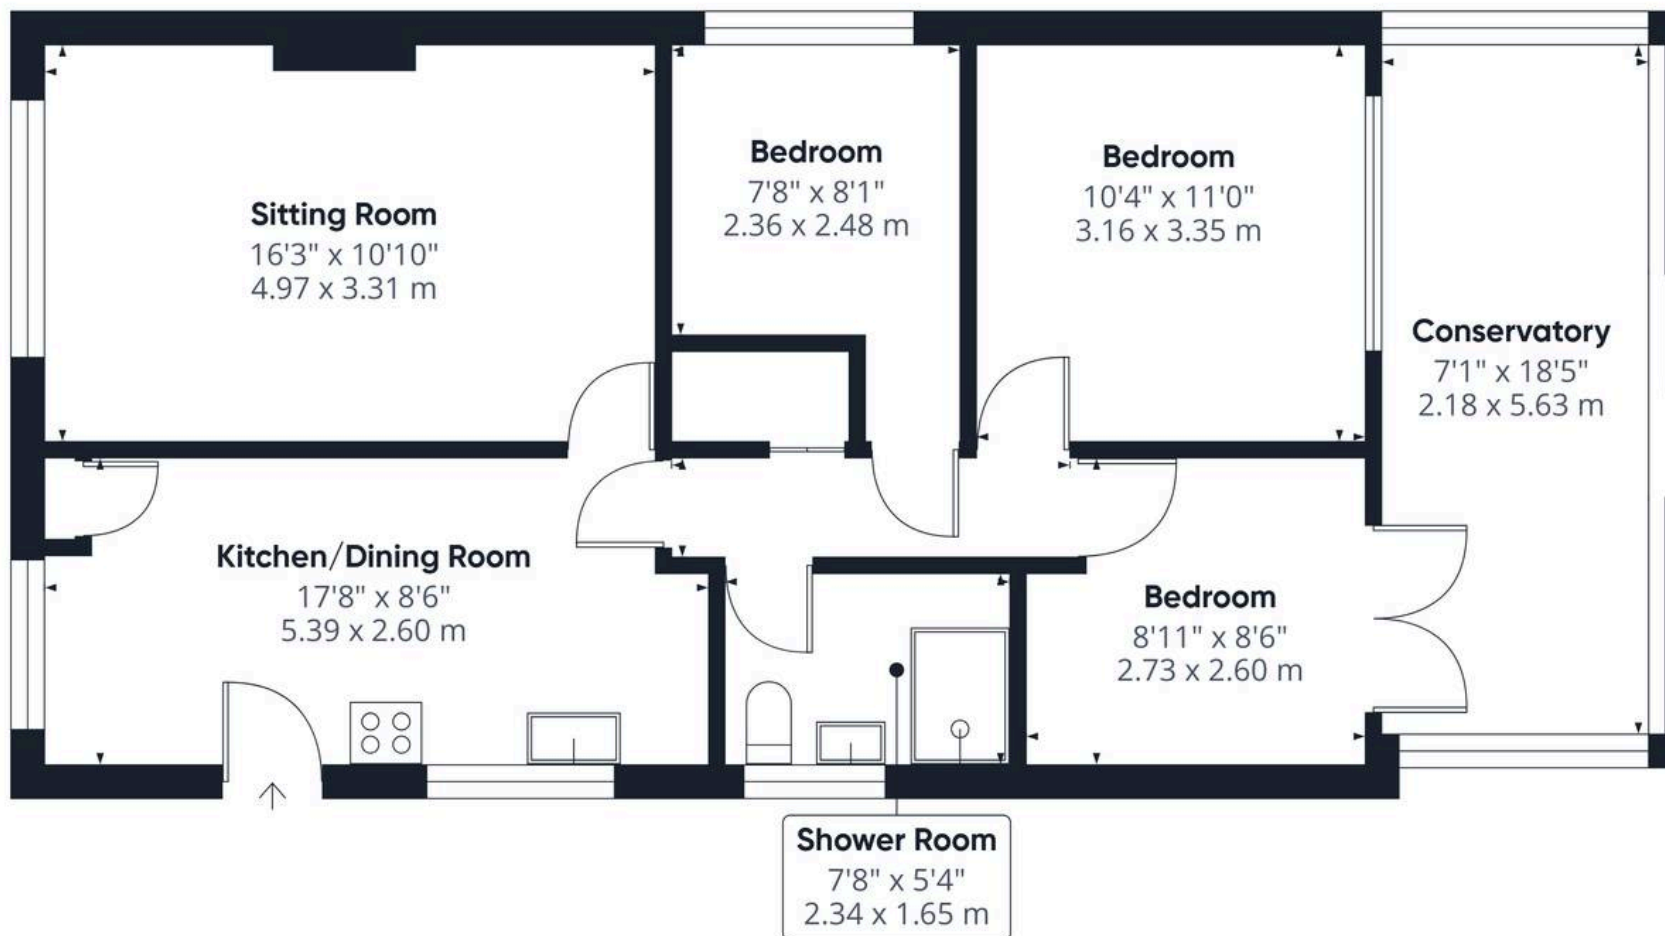 Sitting Room
16'3" x 10'10"
4.97 x 3.31 m
Bedroom
7'8" x 8'1"
2.36 x 2.48 m
Bedroom
10'4" x 11'0"
3.16 x 3.35 m
Conservatory
7'1" x 18'5"
2.18 x 5.63 m
Kitchen/Dining Room
17'8" x 8'6"
5.39 x 2.60 m
Bedroom
8'11" x 8'6"
2.73 x 2.60 m
Shower Room
7'8" x 5'4"
2.34 x 1.65 m